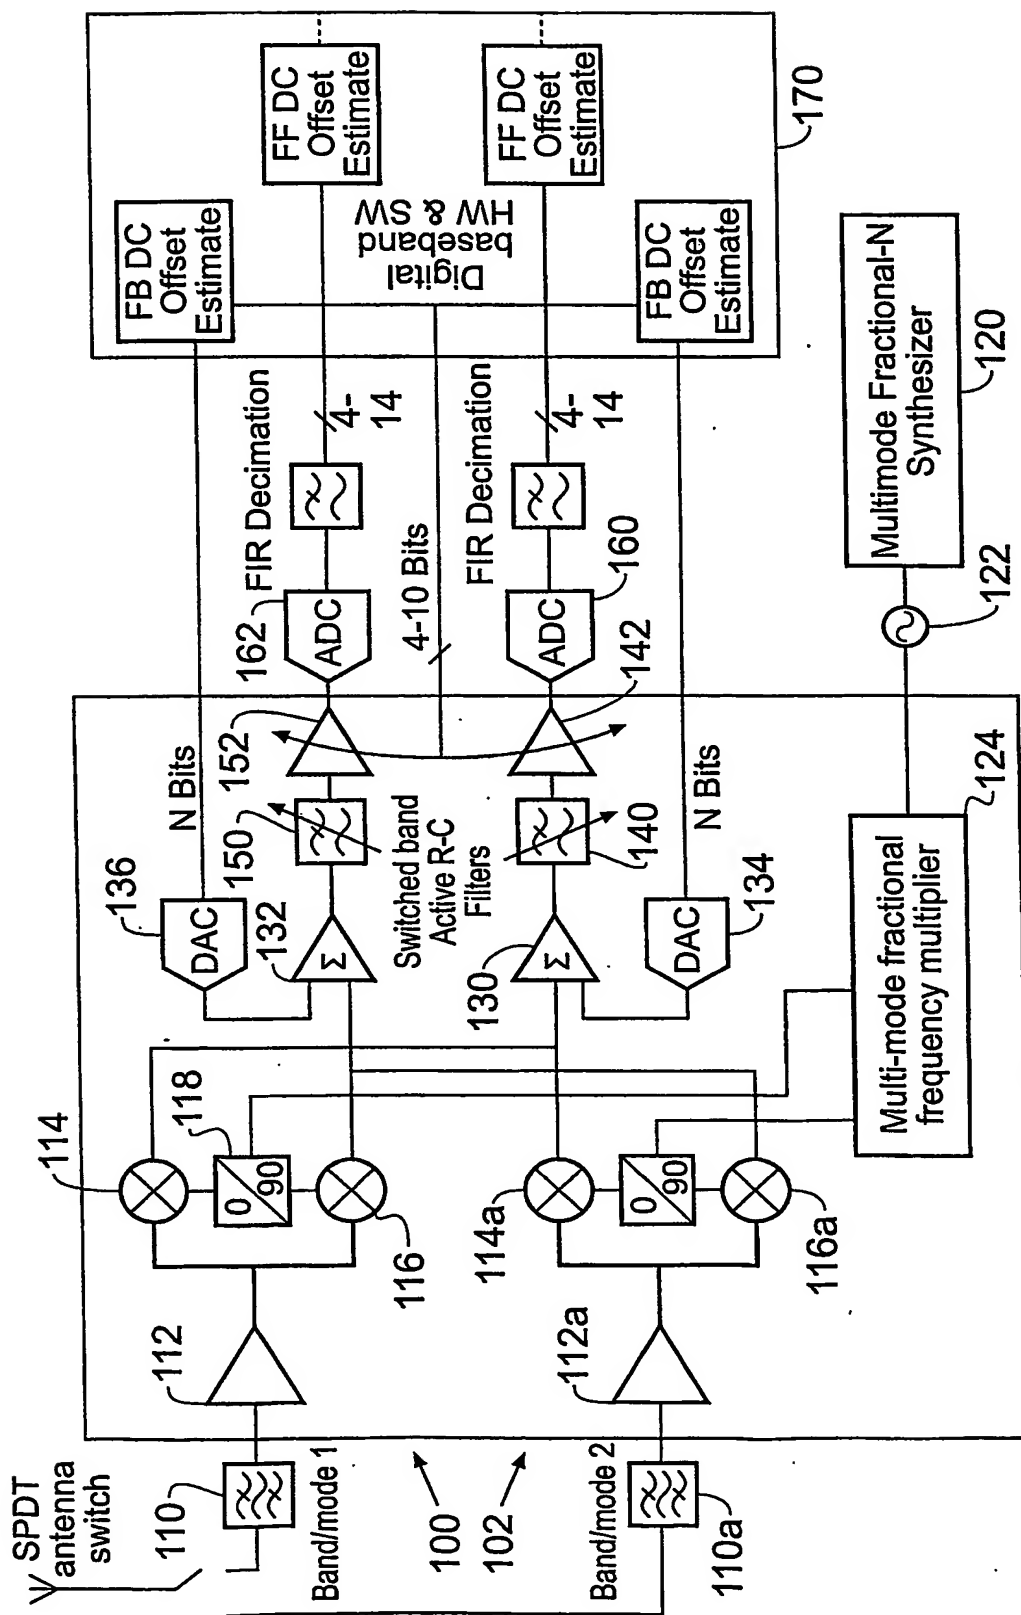 SPDT
antenna
switch
110
Band/mode 1
100
102
Band/mode 2
110a
112
112a
114
118
0
90
116
114a
0
90
116a
136
DAC
N Bits
132
Σ
150
152
Switched band
Active R-C
Filters
130
Σ
140
142
134
DAC
N Bits
162
ADC
FIR Decimation
4-14
4-10 Bits
160
ADC
FIR Decimation
4-14
FB DC
Offset
Estimate
FF DC
Offset
Estimate
Digital
baseband
HW & SW
FF DC
Offset
Estimate
FB DC
Offset
Estimate
170
Multi-mode fractional
frequency multiplier
124
122
Multimode Fractional-N
Synthesizer
120